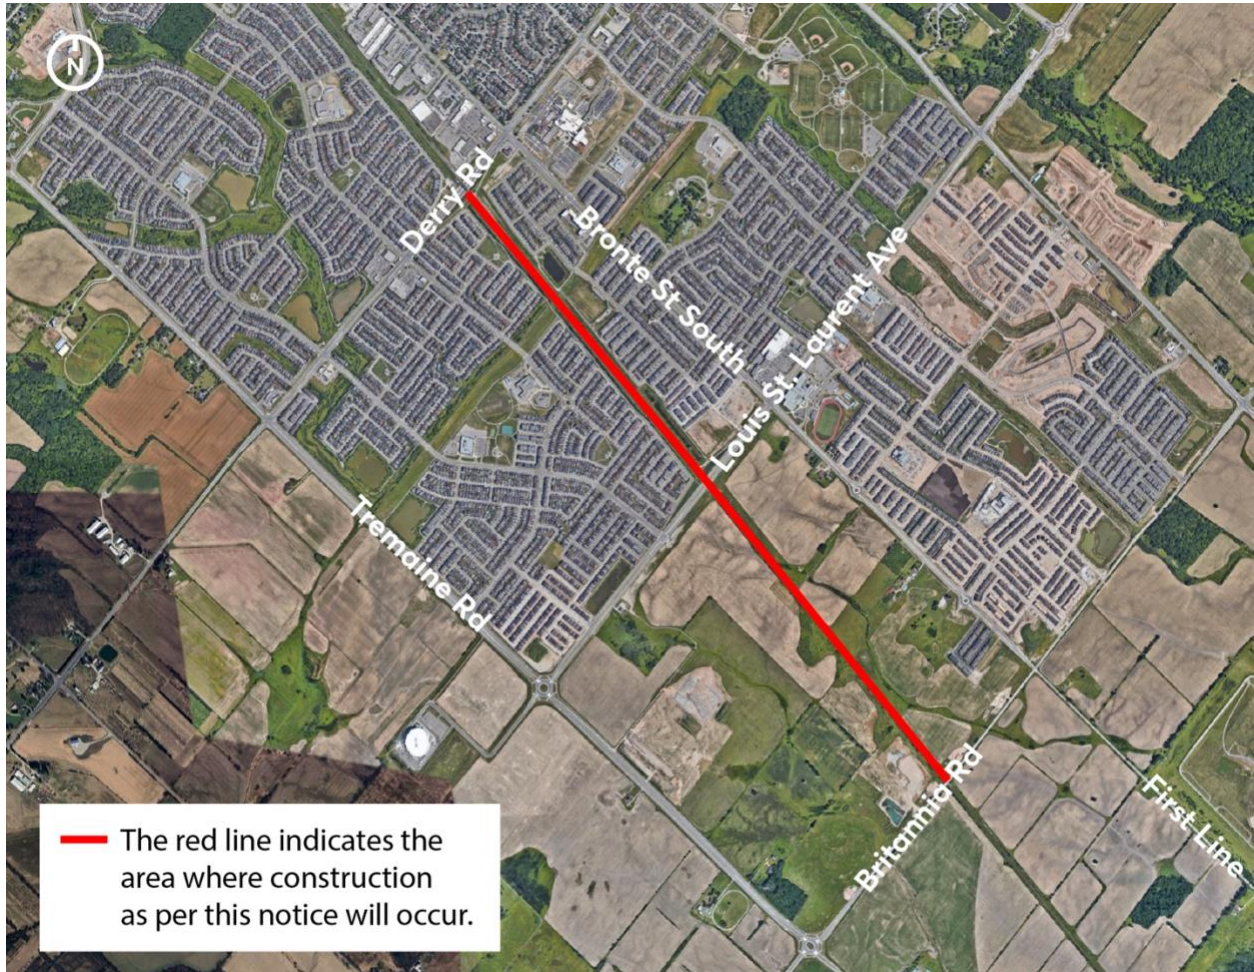 N
Derry Rd
Bronte St South
Louis St. Laurent Ave
Tremaine Rd
Britannia Rd
First Line
The red line indicates the
area where construction
as per this notice will occur.